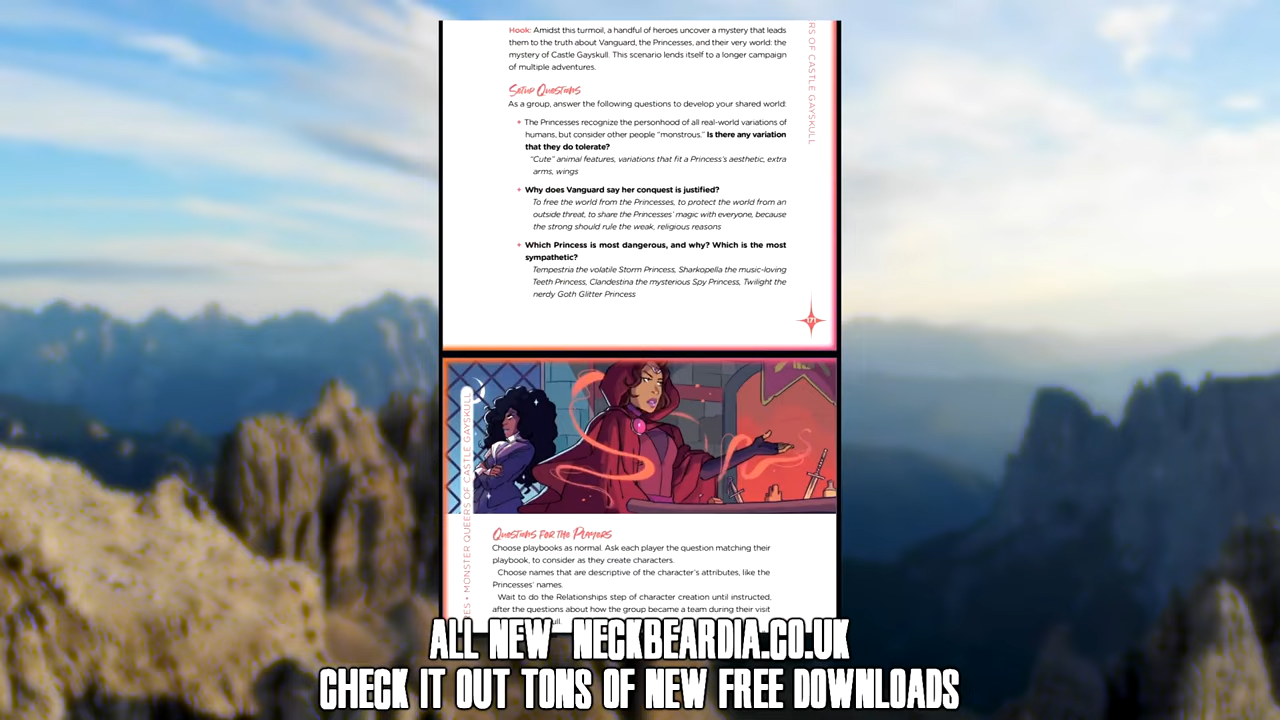 Hook: Amidst this turmoil, a handful of heroes uncover a mystery that leads
them to the truth about Vanguard, the Princesses, and their very world: the
mystery of Castle Gayskull. This scenario lends itself to a longer campaign
of multiple adventures.
RS OF CASTLE GAYSKULL
Setup Questions
As a group, answer the following questions to develop your shared world:
+ The Princesses recognize the personhood of all real-world variations of
humans, but consider other people “monstrous.” Is there any variation
that they do tolerate?
“Cute” animal features, variations that fit a Princess’s aesthetic, extra
arms, wings
+ Why does Vanguard say her conquest is justified?
To free the world from the Princesses, to protect the world from an
outside threat, to share the Princesses’ magic with everyone, because
the strong should rule the weak, religious reasons
+ Which Princess is most dangerous, and why? Which is the most
sympathetic?
Tempestria the volatile Storm Princess, Sharkopella the music-loving
Teeth Princess, Clandestina the mysterious Spy Princess, Twilight the
nerdy Goth Glitter Princess
171
ES • MONSTER QUEERS OF CASTLE GAYSKULL
Questions for the Players
Choose playbooks as normal. Ask each player the question matching their
playbook, to consider as they create characters.
Choose names that are descriptive of the character’s attributes, like the
Princesses’ names.
Wait to do the Relationships step of character creation until instructed,
after the questions about how the group became a team during their visit
ull.
ALL NEW NECKBEARDIA.CO.UK
CHECK IT OUT TONS OF NEW FREE DOWNLOADS